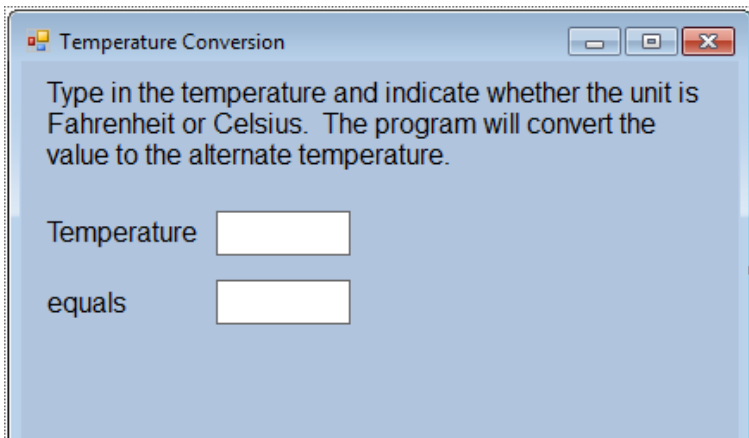 Temperature Conversion
Type in the temperature and indicate whether the unit is
Fahrenheit or Celsius.  The program will convert the
value to the alternate temperature.
Temperature
equals